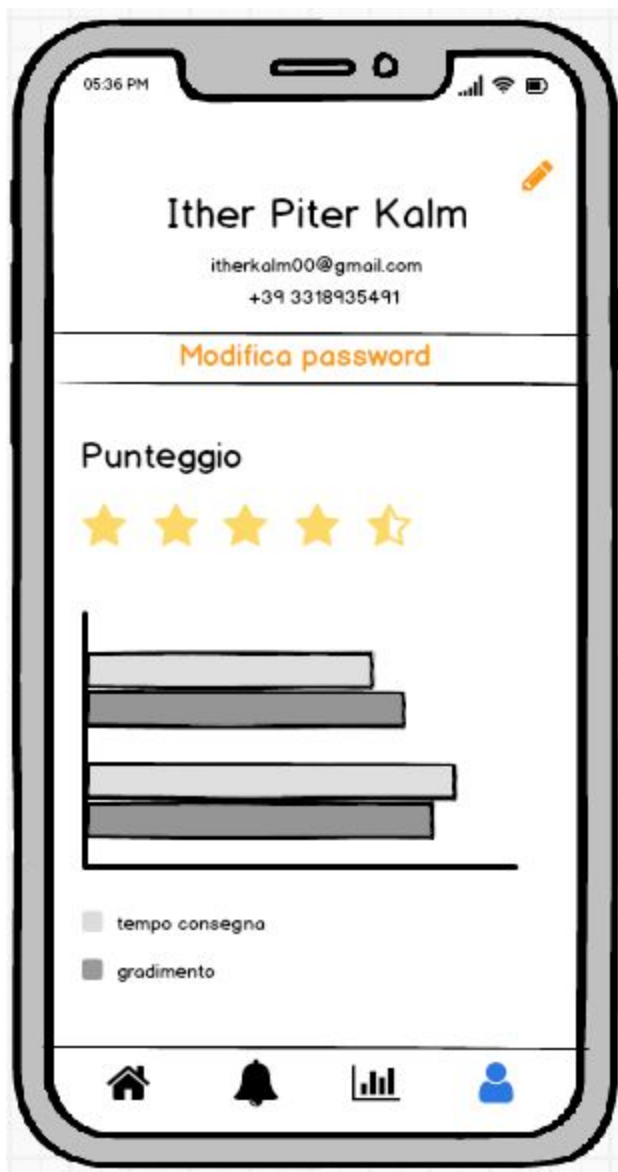 05:36 PM
Ither Piter Kalm
itherkalm00@gmail.com
+39 3318935491
Modifica password
Punteggio
tempo consegna
gradimento